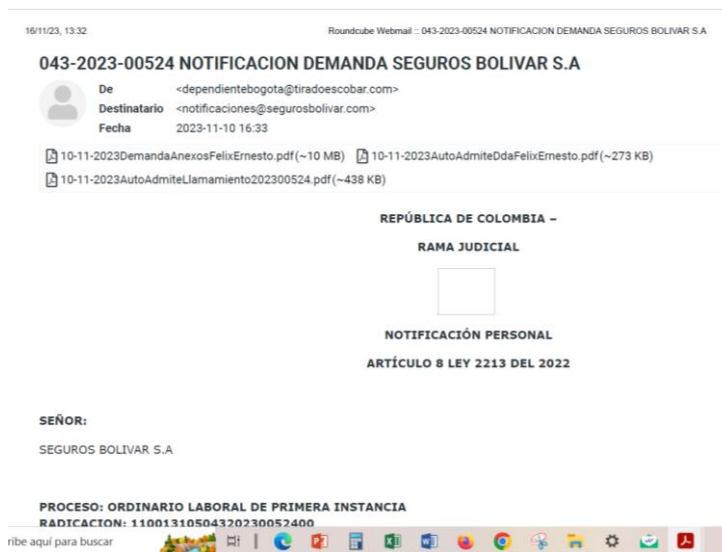 16/11/23, 13:32 Roundcube Webmail :: 043-2023-00524 NOTIFICACION DEMANDA SEGUROS BOLIVAR S.A
043-2023-00524 NOTIFICACION DEMANDA SEGUROS BOLIVAR S.A
De <dependientebogota@tiradoescobar.com>
Destinatario <notificaciones@segurosbolivar.com>
Fecha 2023-11-10 16:33
10-11-2023DemandaAnexosFelixErnesto.pdf(~10 MB) 10-11-2023AutoAdmiteDdaFelixErnesto.pdf(~273 KB)
10-11-2023AutoAdmiteLlamamiento202300524.pdf(~438 KB)
REPÚBLICA DE COLOMBIA –
RAMA JUDICIAL
NOTIFICACIÓN PERSONAL
ARTÍCULO 8 LEY 2213 DEL 2022
SEÑOR:
SEGUROS BOLIVAR S.A
PROCESO: ORDINARIO LABORAL DE PRIMERA INSTANCIA
RADICACION: 11001310504320230052400
ribe aquí para buscar